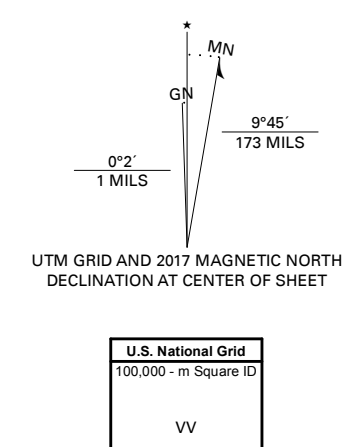 ★
MN
GN
9°45´
173 MILS
0°2´
1 MILS
UTM GRID AND 2017 MAGNETIC NORTH
DECLINATION AT CENTER OF SHEET
U.S. National Grid
100,000 - m Square ID
VV